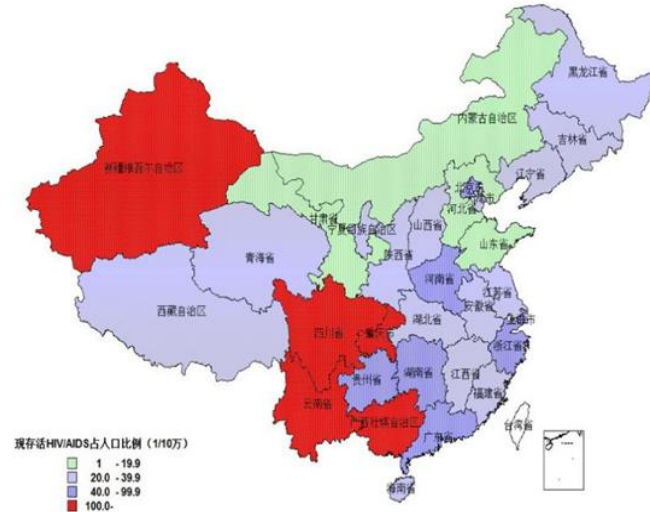 黑龙江省
内蒙古自治区
吉林省
新疆维吾尔自治区
辽宁省
北京市
河北省
甘肃省
宁夏回族自治区
山西省
山东省
青海省
陕西省
河南省
江苏省
西藏自治区
安徽省
四川省
重庆市
湖北省
浙江省
贵州省
湖南省
江西省
云南省
福建省
广西壮族自治区
台湾省
广东省
海南省
现存活HIV/AIDS占人口比例（1/10万）
1 - 19.9
20.0 - 39.9
40.0 - 99.9
100.0-